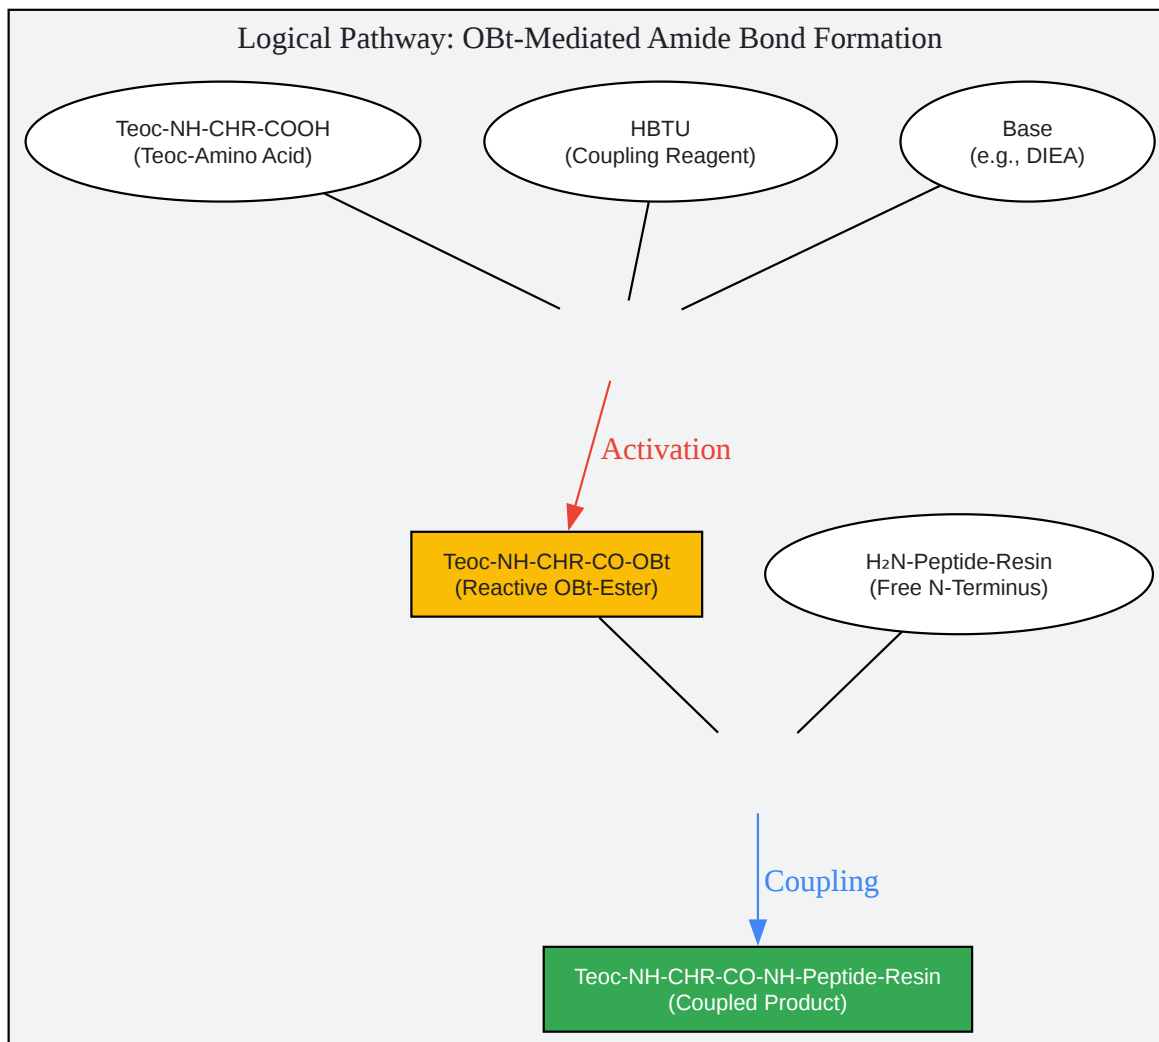 Logical Pathway: OBt-Mediated Amide Bond Formation
Teoc-NH-CHR-COOH
(Teoc-Amino Acid)
HBTU
(Coupling Reagent)
Base
(e.g., DIEA)
Activation
Teoc-NH-CHR-CO-OBt
(Reactive OBt-Ester)
H₂N-Peptide-Resin
(Free N-Terminus)
Coupling
Teoc-NH-CHR-CO-NH-Peptide-Resin
(Coupled Product)